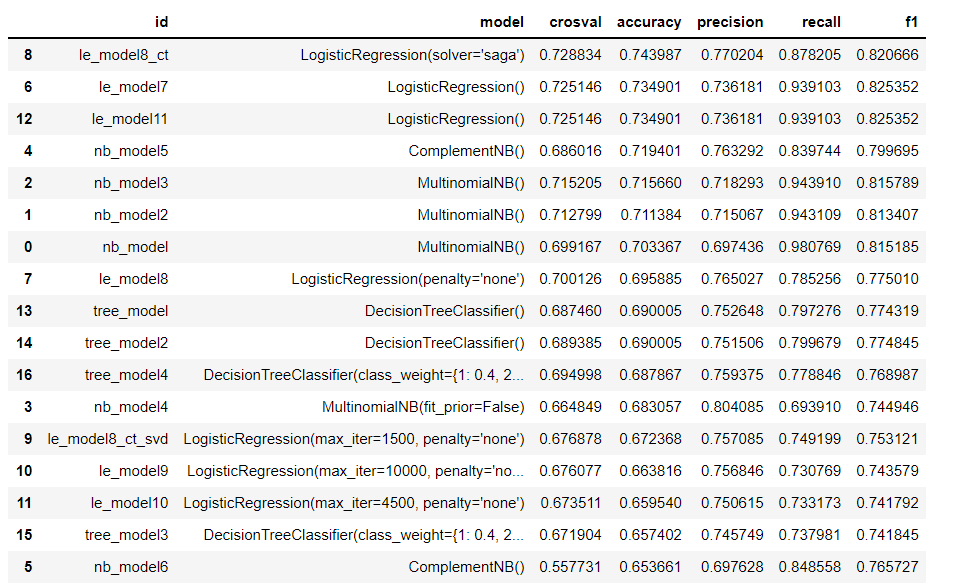 id model crosval accuracy precision recall f1
8 le_model8_ct LogisticRegression(solver='saga') 0.728834 0.743987 0.770204 0.878205 0.820666
6 le_model7 LogisticRegression() 0.725146 0.734901 0.736181 0.939103 0.825352
12 le_model11 LogisticRegression() 0.725146 0.734901 0.736181 0.939103 0.825352
4 nb_model5 ComplementNB() 0.686016 0.719401 0.763292 0.839744 0.799695
2 nb_model3 MultinomialNB() 0.715205 0.715660 0.718293 0.943910 0.815789
1 nb_model2 MultinomialNB() 0.712799 0.711384 0.715067 0.943109 0.813407
0 nb_model MultinomialNB() 0.699167 0.703367 0.697436 0.980769 0.815185
7 le_model8 LogisticRegression(penalty='none') 0.700126 0.695885 0.765027 0.785256 0.775010
13 tree_model DecisionTreeClassifier() 0.687460 0.690005 0.752648 0.797276 0.774319
14 tree_model2 DecisionTreeClassifier() 0.689385 0.690005 0.751506 0.799679 0.774845
16 tree_model4 DecisionTreeClassifier(class_weight={1: 0.4, 2... 0.694998 0.687867 0.759375 0.778846 0.768987
3 nb_model4 MultinomialNB(fit_prior=False) 0.664849 0.683057 0.804085 0.693910 0.744946
9 le_model8_ct_svd LogisticRegression(max_iter=1500, penalty='none') 0.676878 0.672368 0.757085 0.749199 0.753121
10 le_model9 LogisticRegression(max_iter=10000, penalty='no... 0.676077 0.663816 0.756846 0.730769 0.743579
11 le_model10 LogisticRegression(max_iter=4500, penalty='none') 0.673511 0.659540 0.750615 0.733173 0.741792
15 tree_model3 DecisionTreeClassifier(class_weight={1: 0.4, 2... 0.671904 0.657402 0.745749 0.737981 0.741845
5 nb_model6 ComplementNB() 0.557731 0.653661 0.697628 0.848558 0.765727